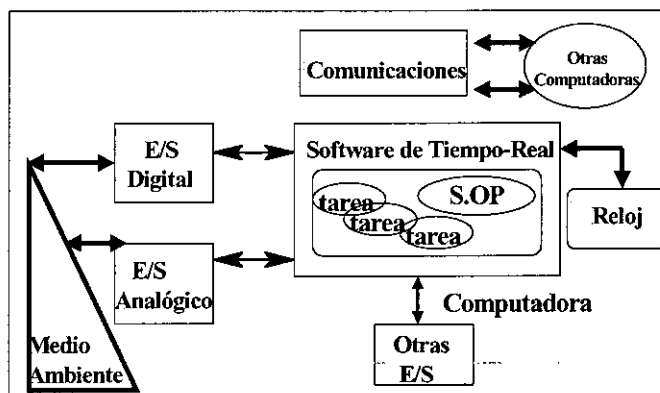 Comunicaciones
Otras
Computadoras
E/S
Digital
Software de Tiempo-Real
S.OP
tarea
tarea
tarea
Reloj
E/S
Analógico
Computadora
Medio
Ambiente
Otras
E/S